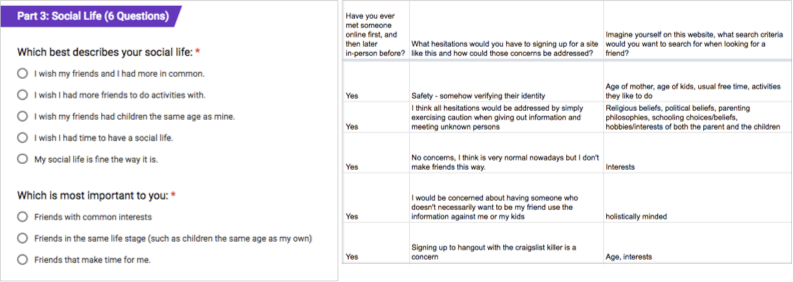 Part 3: Social Life (6 Questions)
Which best describes your social life: *
I wish my friends and I had more in common.
I wish I had more friends to do activities with.
I wish my friends had children the same age as mine.
I wish I had time to have a social life.
My social life is fine the way it is.
Which is most important to you: *
Friends with common interests
Friends in the same life stage (such as children the same age as my own)
Friends that make time for me.
Have you ever
met someone
online first, and
then later
in-person before?
What hesitations would you have to signing up for a site
like this and how could those concerns be addressed?
Imagine yourself on this website, what search criteria
would you want to search for when looking for a
friend?
Yes
Safety - somehow verifying their identity
Age of mother, age of kids, usual free time, activities
they like to do
Yes
I think all hesitations would be addressed by simply
exercising caution when giving out information and
meeting unknown persons
Religious beliefs, political beliefs, parenting
philosophies, schooling choices/beliefs,
hobbies/interests of both the parent and the children
Yes
No concerns, I think is very normal nowadays but I don't
make friends this way.
Interests
Yes
I would be concerned about having someone who
doesn't necessarily want to be my friend use the
information against me or my kids
holistically minded
Yes
Signing up to hangout with the craigslist killer is a
concern
Age, interests